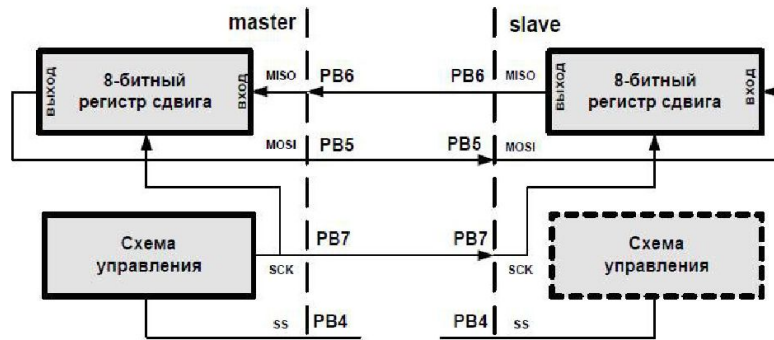 master
slave
8-битный
регистр сдвига
выход
вход
MISO
PB6
PB6
MISO
8-битный
регистр сдвига
выход
вход
MOSI
PB5
PB5
MOSI
Схема
управления
SCK
PB7
PB7
SCK
Схема
управления
SS
PB4
PB4
SS